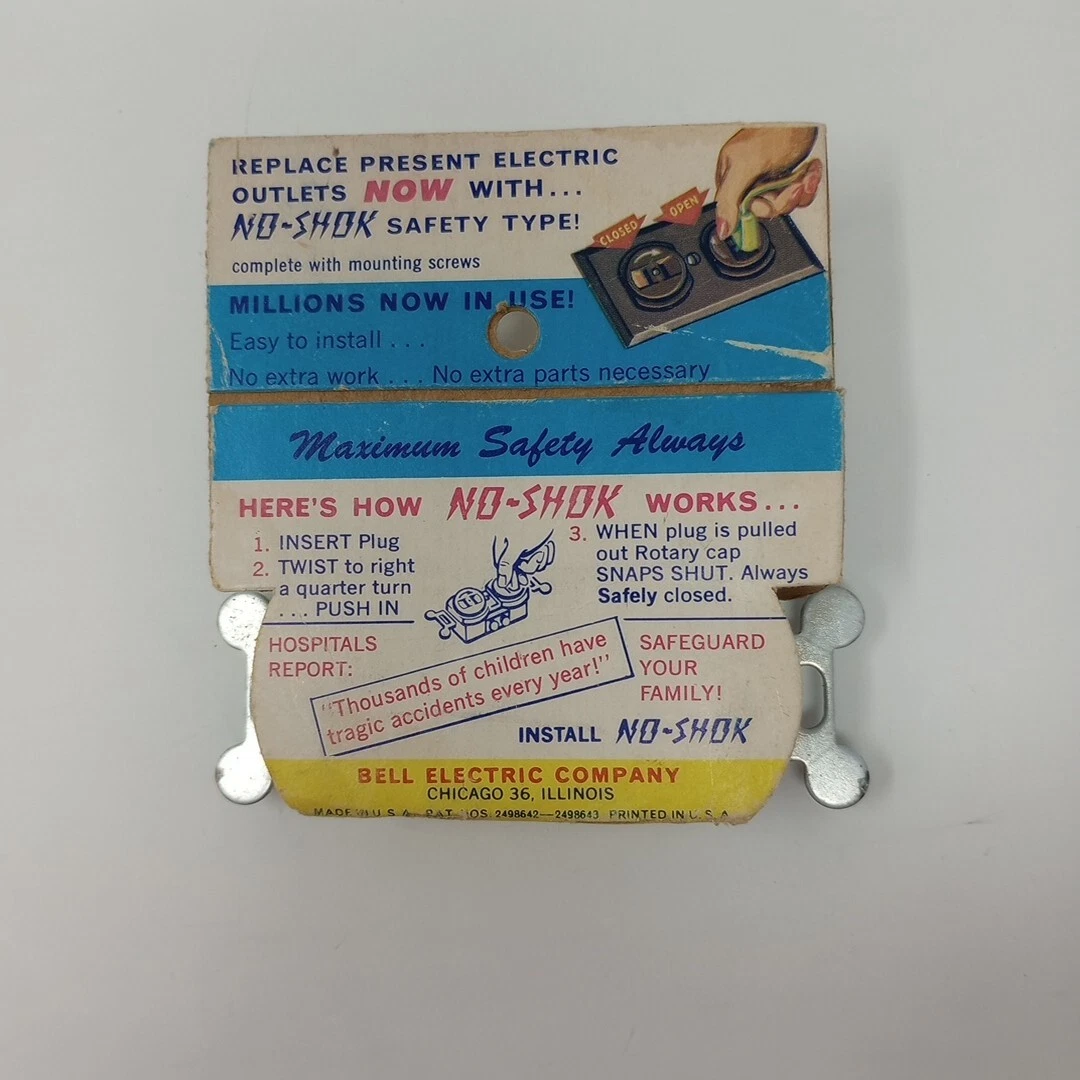 REPLACE PRESENT ELECTRIC
OUTLETS NOW WITH...
NO-SHOK SAFETY TYPE!
complete with mounting screws
CLOSED
OPEN
MILLIONS NOW IN USE!
Easy to install . . .
No extra work . . . No extra parts necessary
Maximum Safety Always
HERE'S HOW NO-SHOK WORKS...
1. INSERT Plug
2. TWIST to right
a quarter turn
. . . PUSH IN
3. WHEN plug is pulled
out Rotary cap
SNAPS SHUT. Always
Safely closed.
HOSPITALS
REPORT:
"Thousands of children have
tragic accidents every year!"
SAFEGUARD
YOUR
FAMILY!
INSTALL NO-SHOK
BELL ELECTRIC COMPANY
CHICAGO 36, ILLINOIS
MADE IN U.S.A. PAT. NOS. 2498642—2498643 PRINTED IN U.S.A.